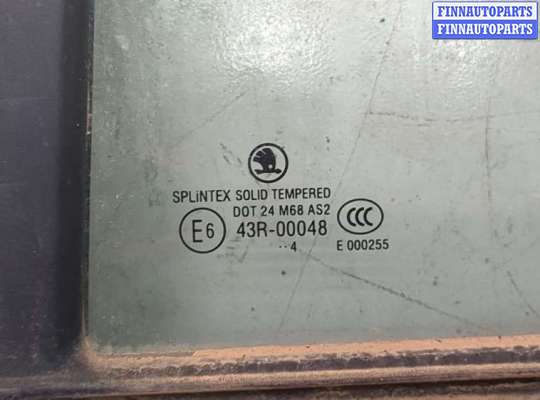 FINNAUTOPARTS
FINNAUTOPARTS
SPLiNTEX SOLID TEMPERED
DOT 24 M68 AS2
E6 43R-00048 CCC
··4 E 000255